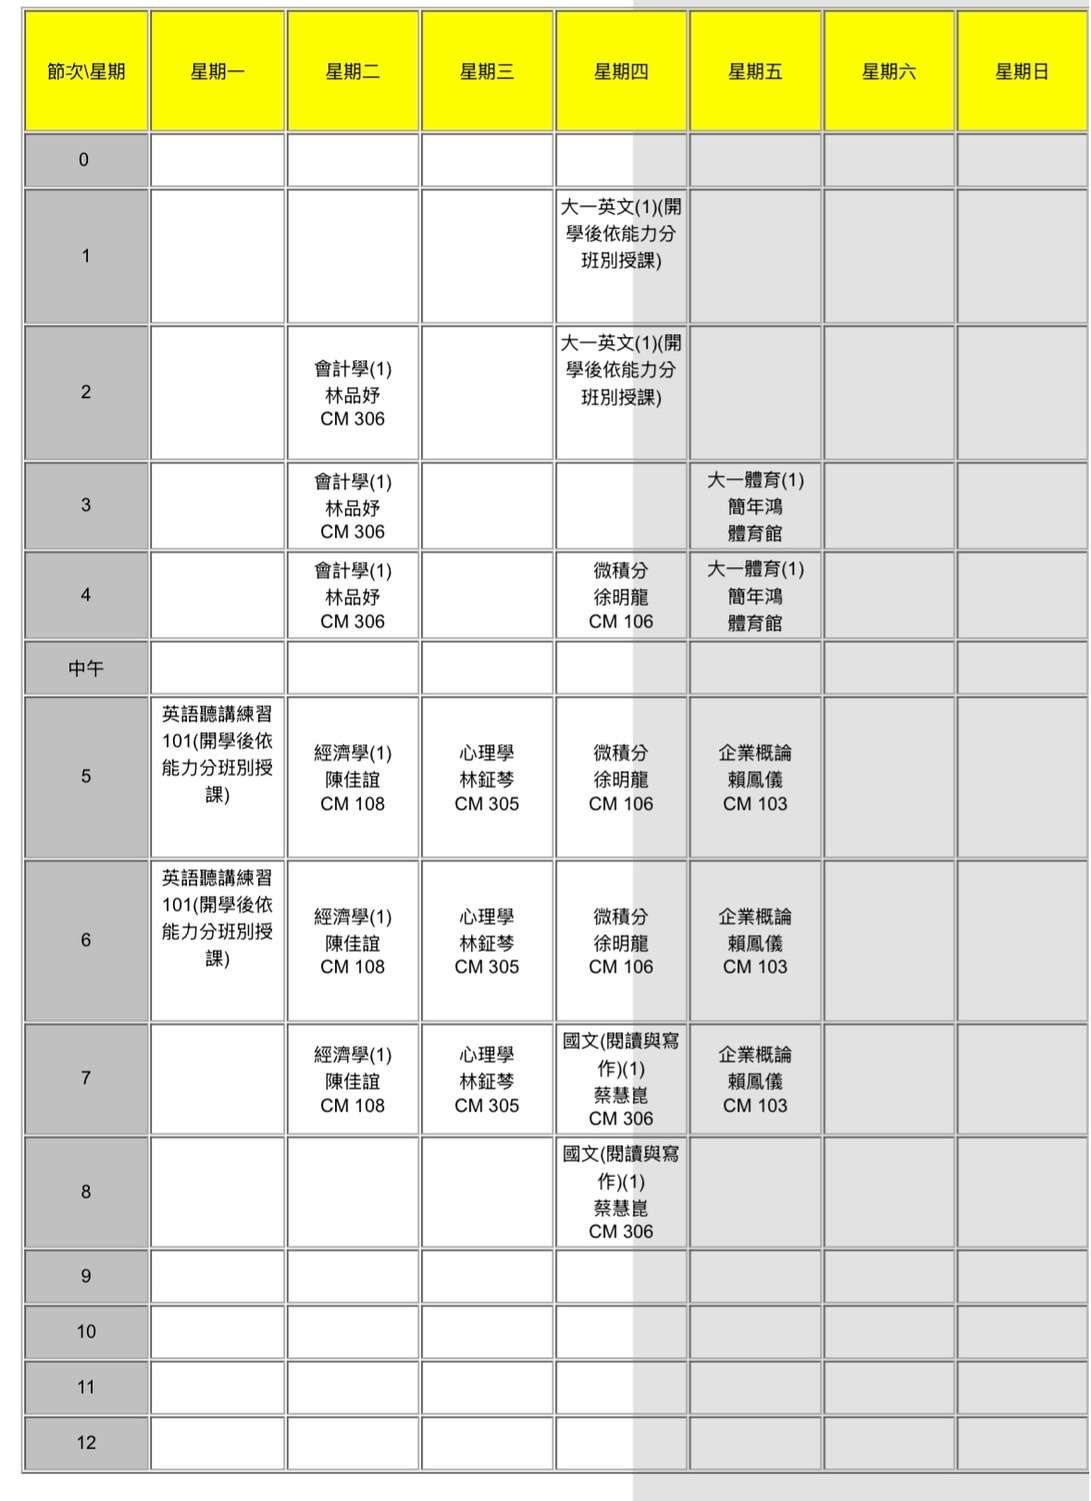 節次\星期 星期一 星期二 星期三 星期四 星期五 星期六 星期日
0
1
大一英文(1)(開
學後依能力分
班別授課)
2
會計學(1)
林品妤
CM 306
大一英文(1)(開
學後依能力分
班別授課)
3
會計學(1)
林品妤
CM 306
大一體育(1)
簡年鴻
體育館
4
會計學(1)
林品妤
CM 306
微積分
徐明龍
CM 106
大一體育(1)
簡年鴻
體育館
中午
5
英語聽講練習
101(開學後依
能力分班別授
課)
經濟學(1)
陳佳誼
CM 108
心理學
林鉦棽
CM 305
微積分
徐明龍
CM 106
企業概論
賴鳳儀
CM 103
6
英語聽講練習
101(開學後依
能力分班別授
課)
經濟學(1)
陳佳誼
CM 108
心理學
林鉦棽
CM 305
微積分
徐明龍
CM 106
企業概論
賴鳳儀
CM 103
7
經濟學(1)
陳佳誼
CM 108
心理學
林鉦棽
CM 305
國文(閱讀與寫
作)(1)
蔡慧崑
CM 306
企業概論
賴鳳儀
CM 103
8
國文(閱讀與寫
作)(1)
蔡慧崑
CM 306
9
10
11
12